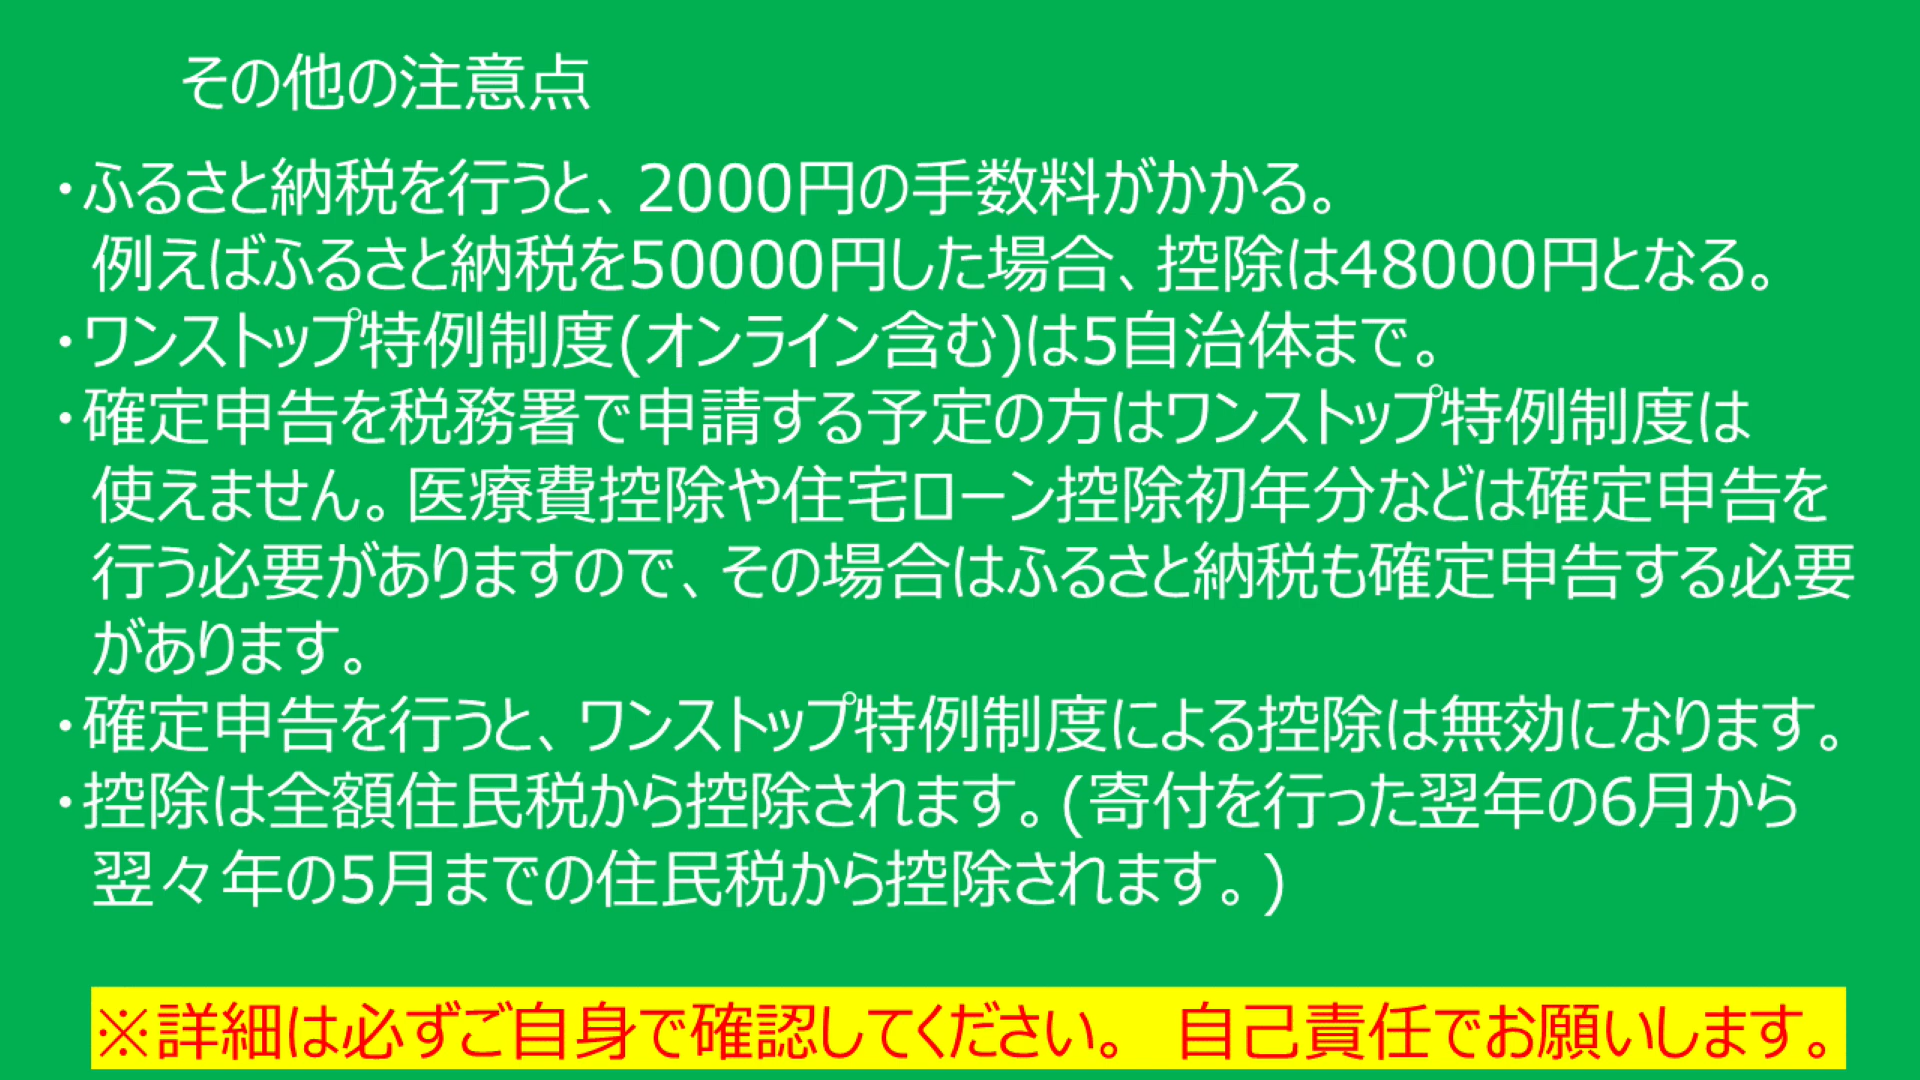 その他の注意点
・ふるさと納税を行うと、2000円の手数料がかかる。
例えばふるさと納税を50000円した場合、控除は48000円となる。
・ワンストップ特例制度(オンライン含む)は5自治体まで。
・確定申告を税務署で申請する予定の方はワンストップ特例制度は
使えません。医療費控除や住宅ローン控除初年分などは確定申告を
行う必要がありますので、その場合はふるさと納税も確定申告する必要
があります。
・確定申告を行うと、ワンストップ特例制度による控除は無効になります。
・控除は全額住民税から控除されます。(寄付を行った翌年の6月から
翌々年の5月までの住民税から控除されます。)
※詳細は必ずご自身で確認してください。 自己責任でお願いします。